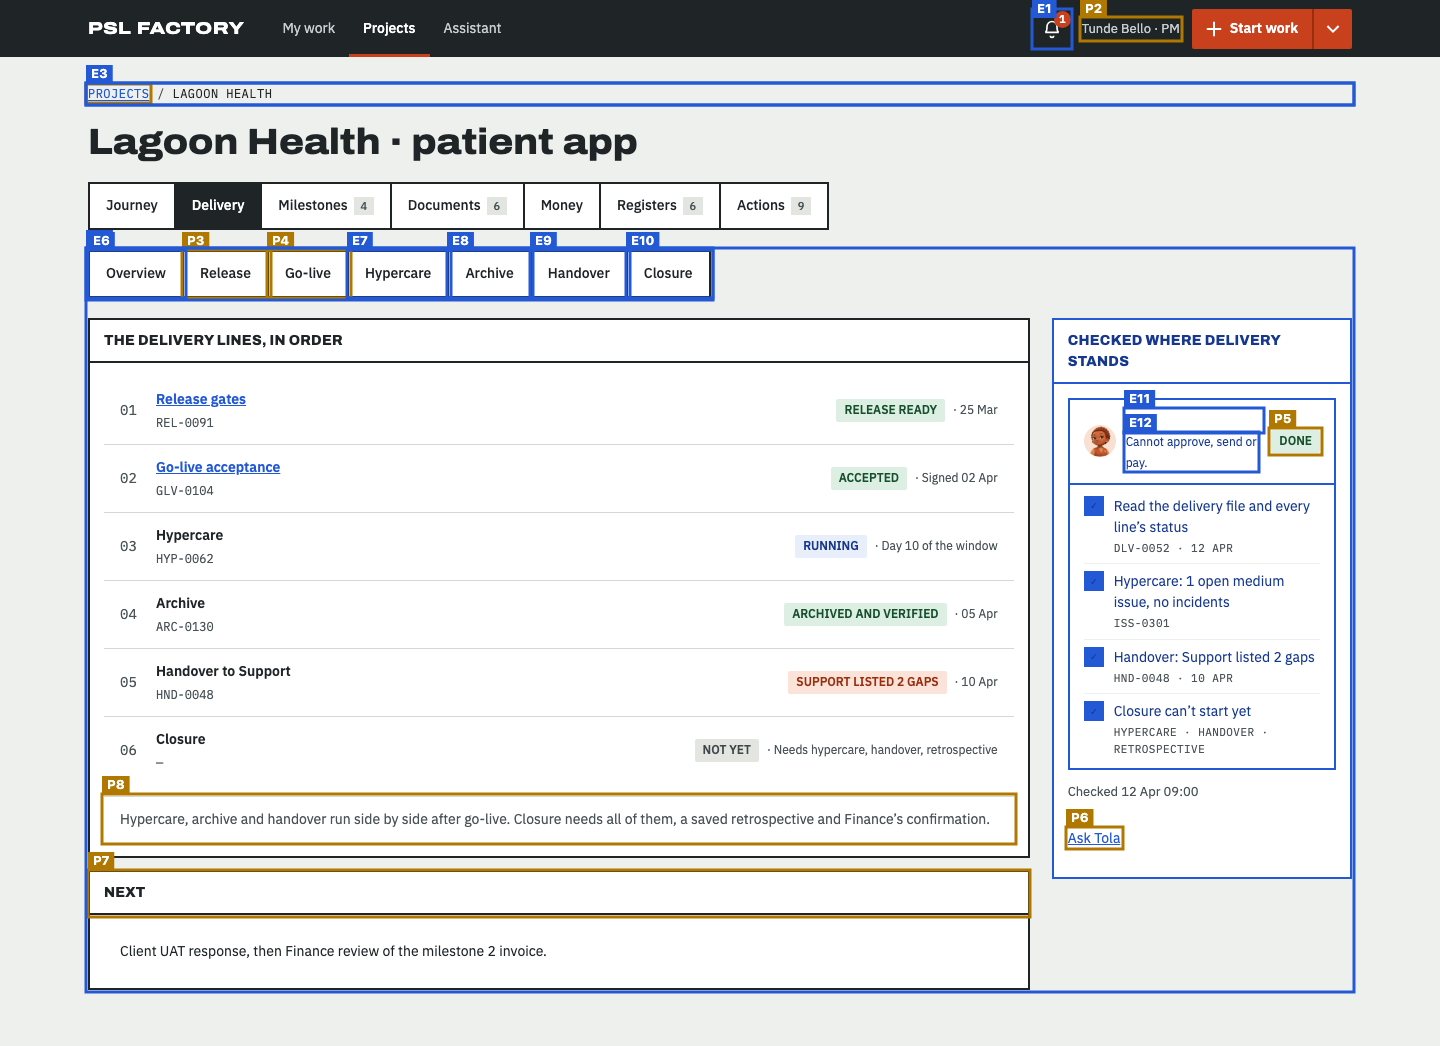 PSL FACTORY
My work
Projects
Assistant
E1
1
P2
Tunde Bello · PM
Start work
E3
PROJECTS / LAGOON HEALTH
Lagoon Health · patient app
Journey
Delivery
Milestones 4
Documents 6
Money
Registers 6
Actions 9
E6
P3
P4
E7
E8
E9
E10
Overview
Release
Go-live
Hypercare
Archive
Handover
Closure
THE DELIVERY LINES, IN ORDER
01
Release gates
REL-0091
RELEASE READY · 25 Mar
02
Go-live acceptance
GLV-0104
ACCEPTED · Signed 02 Apr
03
Hypercare
HYP-0062
RUNNING · Day 10 of the window
04
Archive
ARC-0130
ARCHIVED AND VERIFIED · 05 Apr
05
Handover to Support
HND-0048
SUPPORT LISTED 2 GAPS · 10 Apr
06
Closure
—
NOT YET · Needs hypercare, handover, retrospective
P8
Hypercare, archive and handover run side by side after go-live. Closure needs all of them, a saved retrospective and Finance’s confirmation.
P7
NEXT
Client UAT response, then Finance review of the milestone 2 invoice.
CHECKED WHERE DELIVERY
STANDS
E11
E12
Cannot approve, send or
pay.
P5
DONE
Read the delivery file and every
line’s status
DLV-0052 · 12 APR
Hypercare: 1 open medium
issue, no incidents
ISS-0301
Handover: Support listed 2 gaps
HND-0048 · 10 APR
Closure can’t start yet
HYPERCARE · HANDOVER ·
RETROSPECTIVE
Checked 12 Apr 09:00
P6
Ask Tola